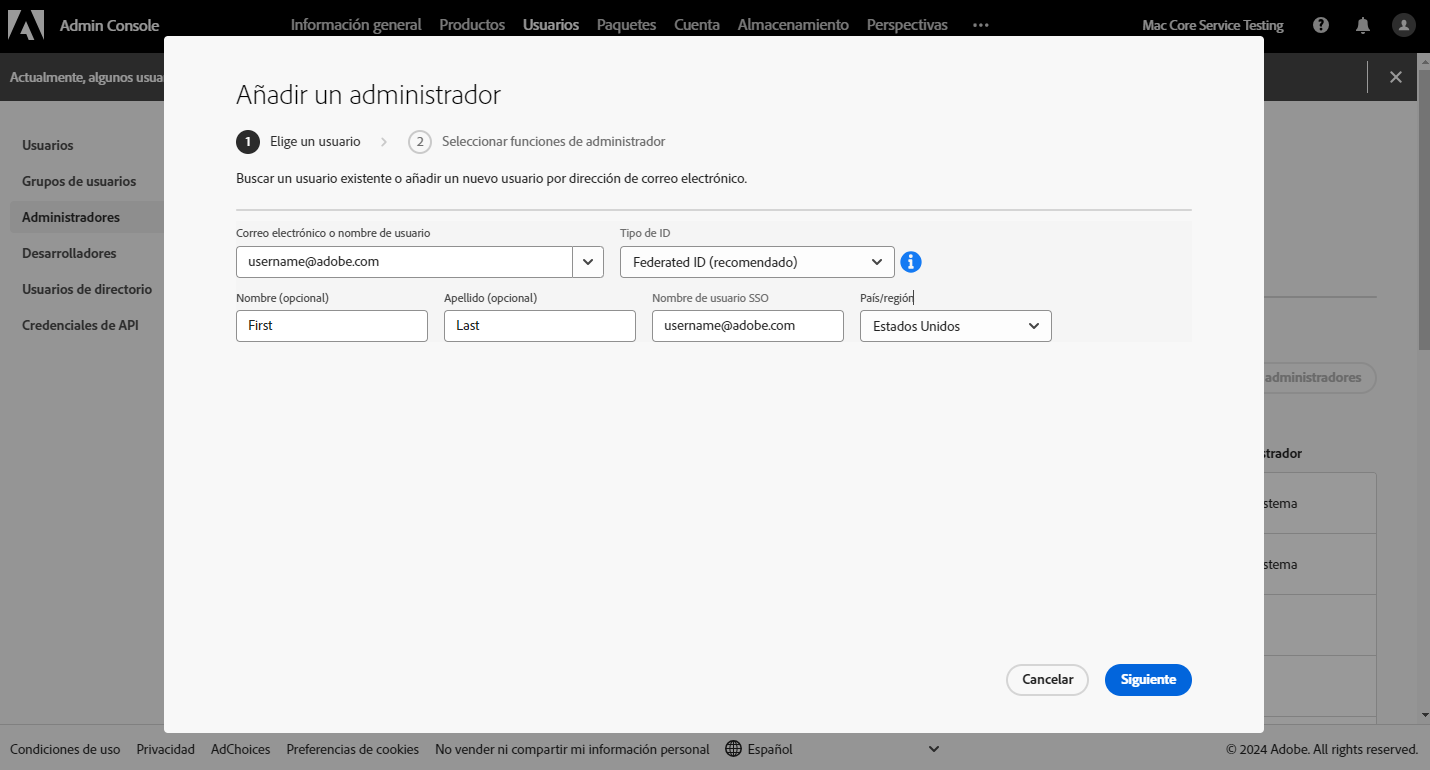 Admin Console
Información general Productos Usuarios Paquetes Cuenta Almacenamiento Perspectivas
Mac Core Service Testing
Actualmente, algunos
Usuarios
Grupos de usuarios
Administradores
Desarrolladores
Usuarios de directorio
Credenciales de API
Añadir un administrador
1 Elige un usuario
2 Seleccionar funciones de administrador
Buscar un usuario existente o añadir un nuevo usuario por dirección de correo electrónico.
Correo electrónico o nombre de usuario
Tipo de ID
username@adobe.com
Federated ID (recomendado)
Nombre (opcional)
Apellido (opcional)
Nombre de usuario SSO
País/región
First
Last
username@adobe.com
Estados Unidos
administradores
strador
stema
stema
Cancelar
Siguiente
Condiciones de uso Privacidad AdChoices Preferencias de cookies No vender ni compartir mi información personal Español
© 2024 Adobe. All rights reserved.